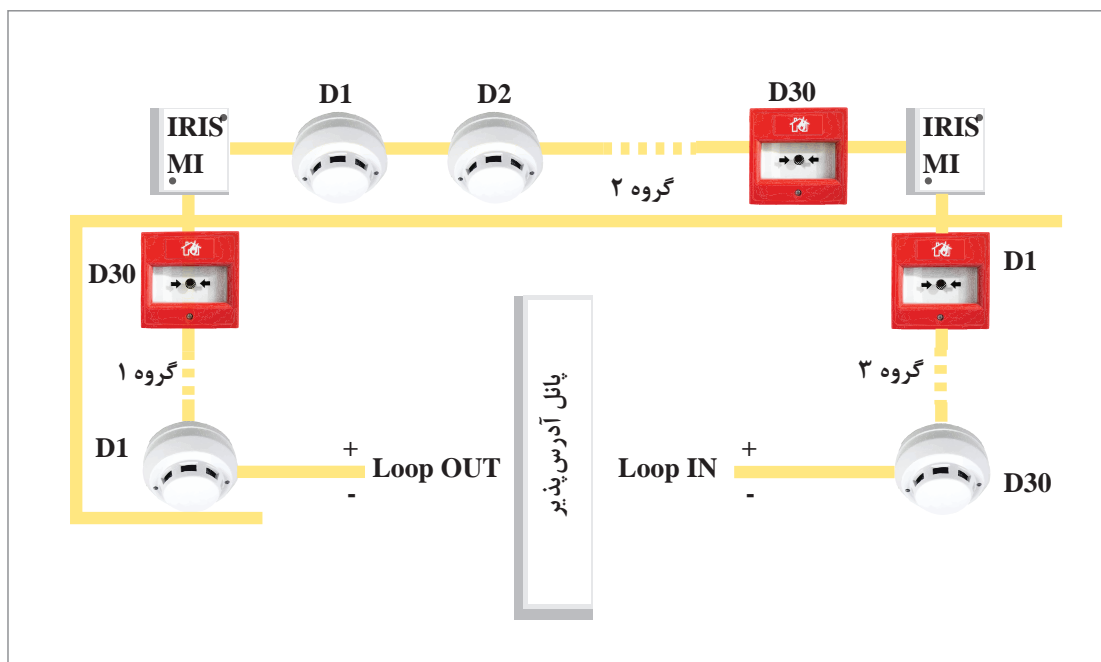 D1
D2
D30
IRIS
MI
IRIS
MI
گروه ۲
D30
D1
گروه ۱
گروه ۳
D1
+
Loop OUT
-
پانل آدرس‌پذیر
+
Loop IN
-
D30